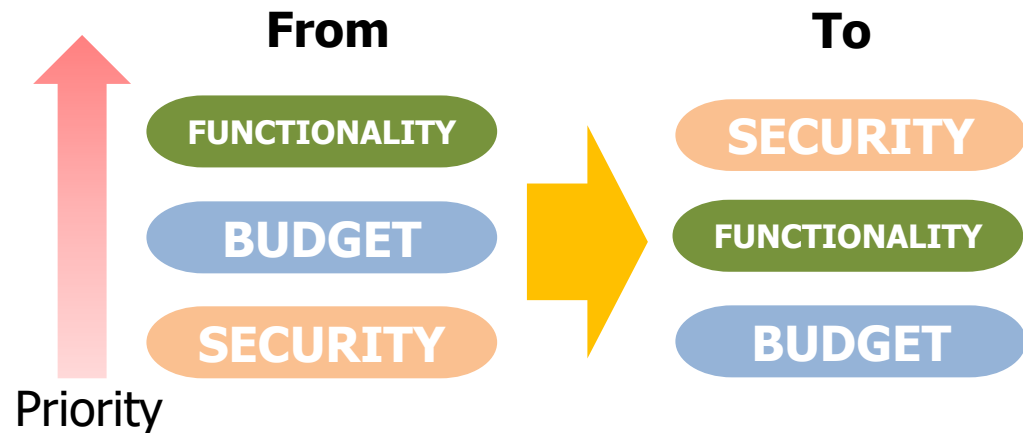 From
To
FUNCTIONALITY
SECURITY
BUDGET
FUNCTIONALITY
SECURITY
BUDGET
Priority